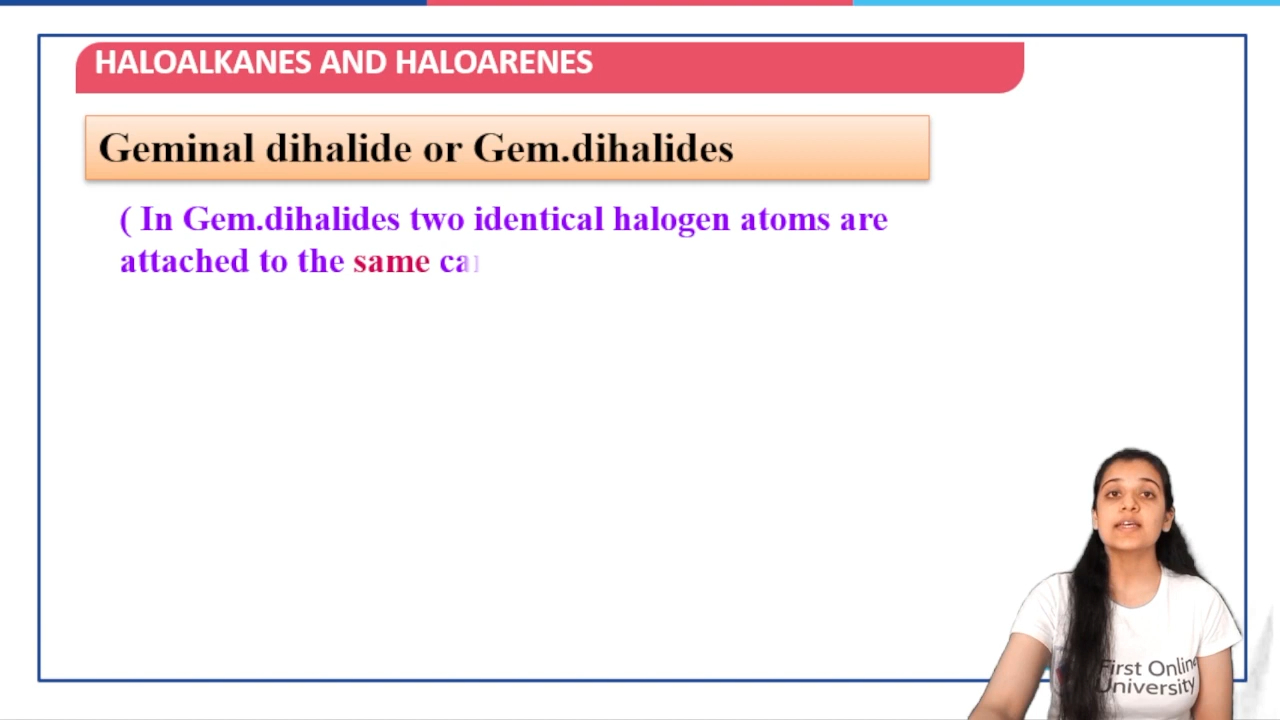 HALOALKANES AND HALOARENES
Geminal dihalide or Gem.dihalides
( In Gem.dihalides two identical halogen atoms are
attached to the same ca
First Online
University